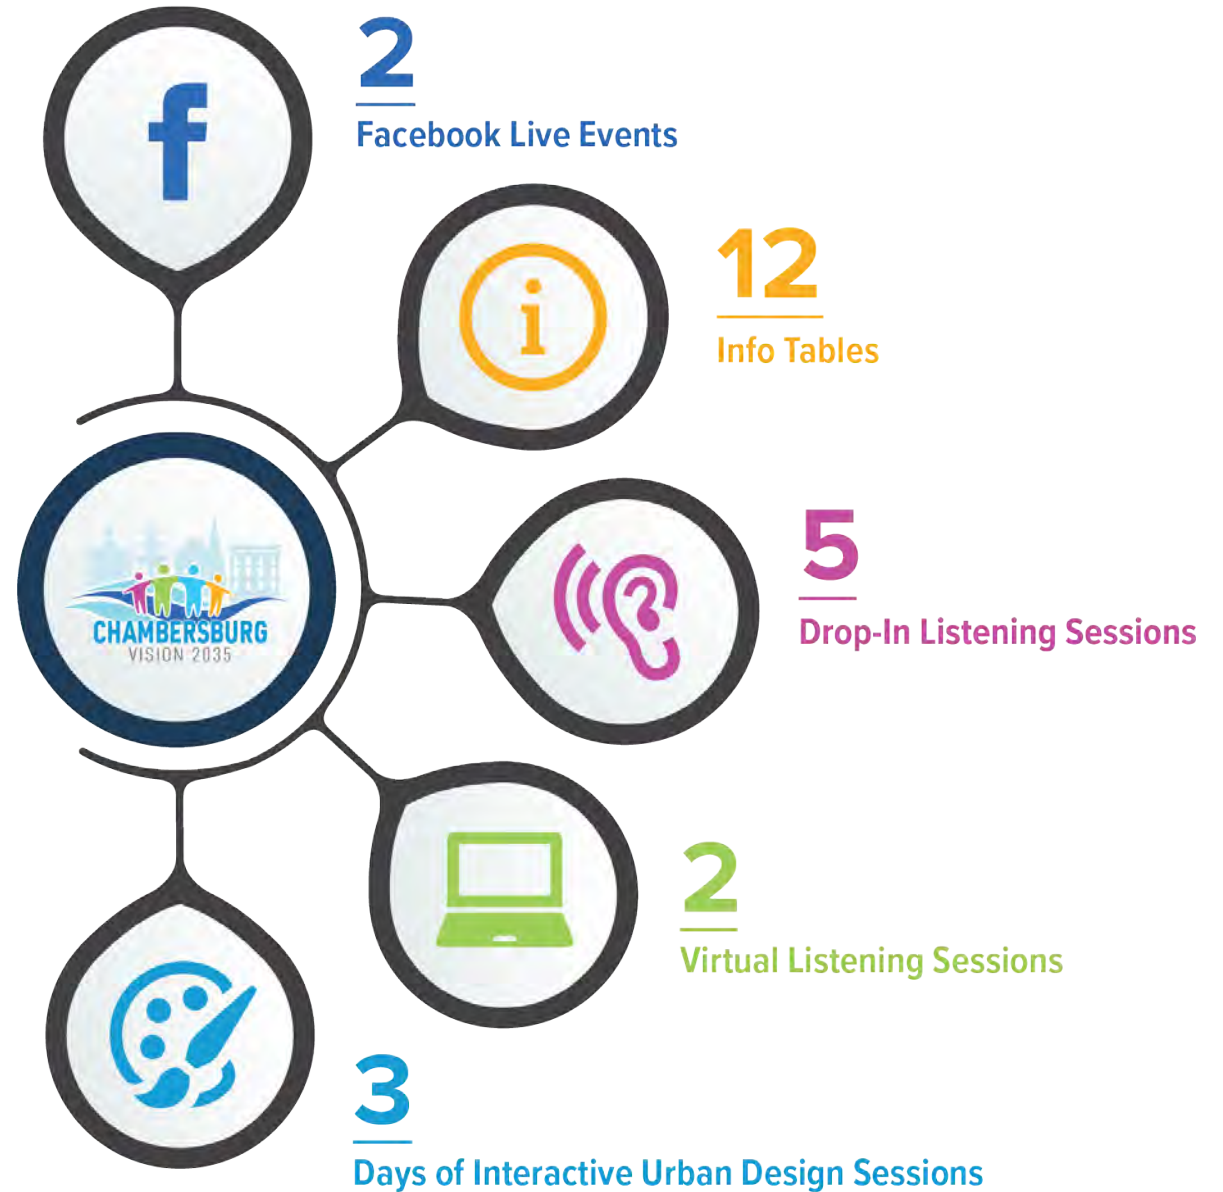 2
Facebook Live Events
12
Info Tables
5
Drop-In Listening Sessions
CHAMBERSBURG
VISION 2035
2
Virtual Listening Sessions
3
Days of Interactive Urban Design Sessions